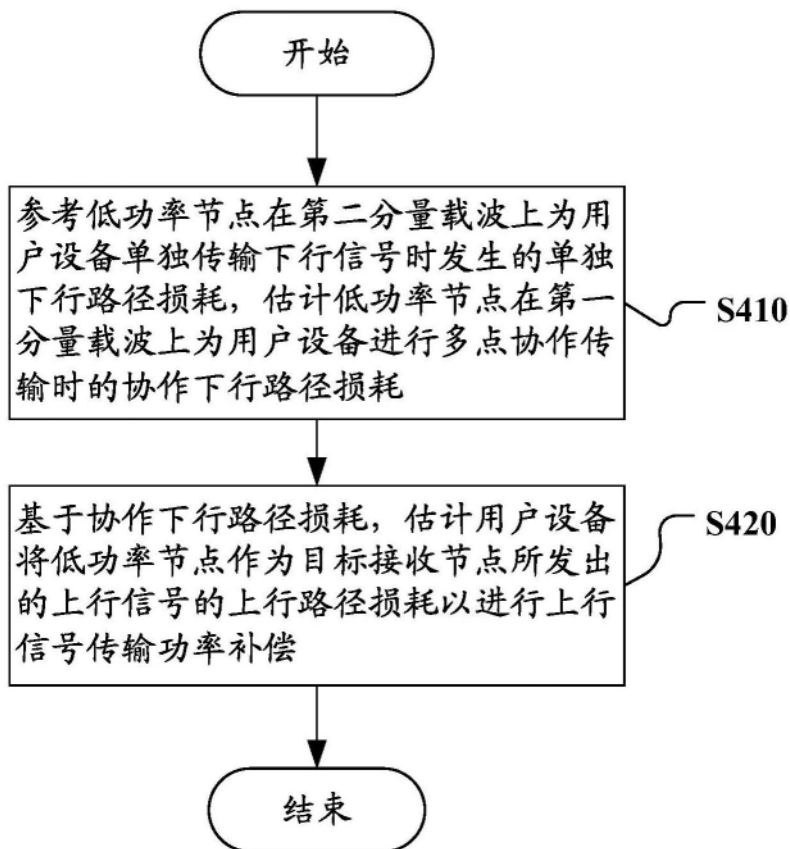 开始
参考低功率节点在第二分量载波上为用
户设备单独传输下行信号时发生的单独
下行路径损耗，估计低功率节点在第一
分量载波上为用户设备进行多点协作传
输时的协作下行路径损耗
S410
基于协作下行路径损耗，估计用户设备
将低功率节点作为目标接收节点所发出
的上行信号的上行路径损耗以进行上行
信号传输功率补偿
S420
结束